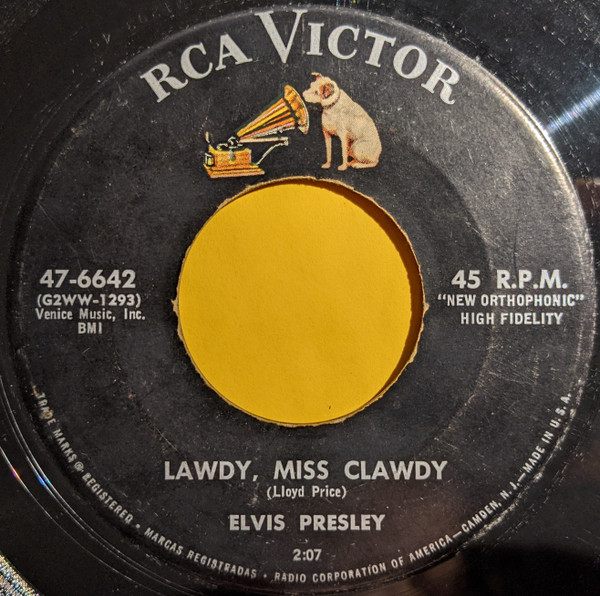 RCA VICTOR
47-6642
(G2WW-1293)
Venice Music, Inc.
BMI
45 R.P.M.
"NEW ORTHOPHONIC"
HIGH FIDELITY
LAWDY, MISS CLAWDY
(Lloyd Price)
ELVIS PRESLEY
2:07
TRADE MARKS ® REGISTERED • MARCAS REGISTRADAS • RADIO CORPORATION OF AMERICA—CAMDEN, N. J.—MADE IN U.S.A.